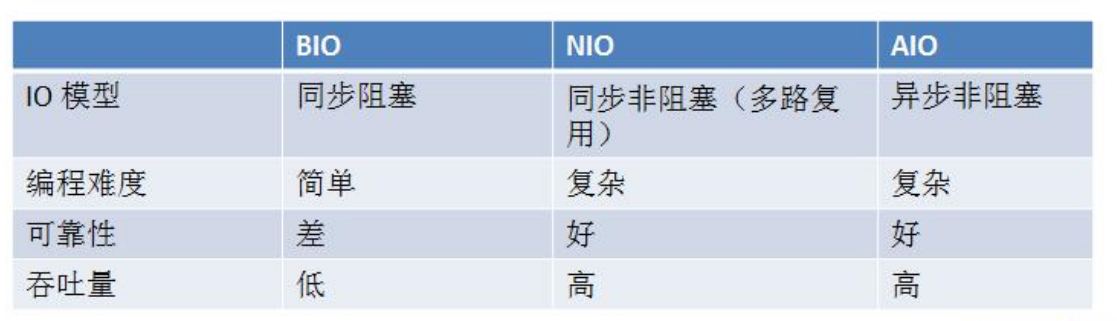 BIO NIO AIO
IO 模型 同步阻塞 同步非阻塞（多路复用） 异步非阻塞
编程难度 简单 复杂 复杂
可靠性 差 好 好
吞吐量 低 高 高